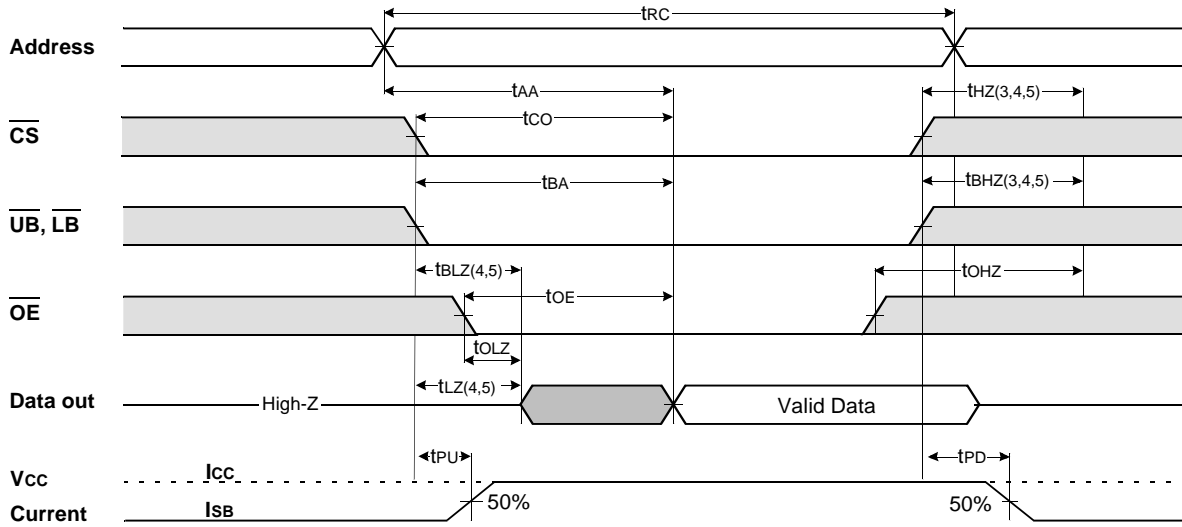 tRC
Address
tAA
tHZ(3,4,5)
CS
tCO
tBA
tBHZ(3,4,5)
UB, LB
tBLZ(4,5)
tOHZ
OE
tOE
tOLZ
tLZ(4,5)
Data out
High-Z
Valid Data
tPU
tPD
VCC
ICC
50%
50%
Current
ISB